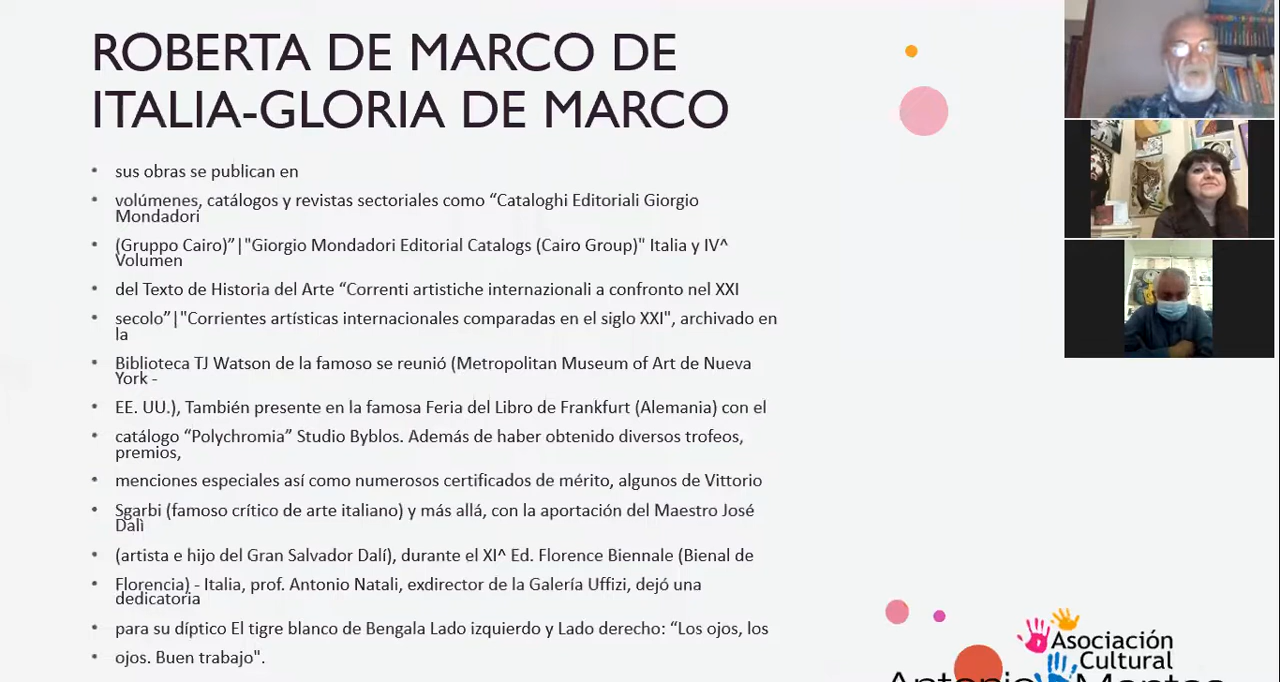 ROBERTA DE MARCO DE
ITALIA-GLORIA DE MARCO
• sus obras se publican en
• volúmenes, catálogos y revistas sectoriales como “Cataloghi Editoriali Giorgio
Mondadori
• (Gruppo Cairo)”|"Giorgio Mondadori Editorial Catalogs (Cairo Group)" Italia y IV^
Volumen
• del Texto de Historia del Arte “Correnti artistiche internazionali a confronto nel XXI
• secolo”|"Corrientes artísticas internacionales comparadas en el siglo XXI", archivado en
la
• Biblioteca TJ Watson de la famoso se reunió (Metropolitan Museum of Art de Nueva
York -
• EE. UU.), También presente en la famosa Feria del Libro de Frankfurt (Alemania) con el
• catálogo “Polychromia” Studio Byblos. Además de haber obtenido diversos trofeos,
premios,
• menciones especiales así como numerosos certificados de mérito, algunos de Vittorio
• Sgarbi (famoso crítico de arte italiano) y más allá, con la aportación del Maestro José
Dalì
• (artista e hijo del Gran Salvador Dalí), durante el XI^ Ed. Florence Biennale (Bienal de
• Florencia) - Italia, prof. Antonio Natali, exdirector de la Galería Uffizi, dejó una
dedicatoria
• para su díptico El tigre blanco de Bengala Lado izquierdo y Lado derecho: “Los ojos, los
• ojos. Buen trabajo".
Asociación
Cultural
Antonio